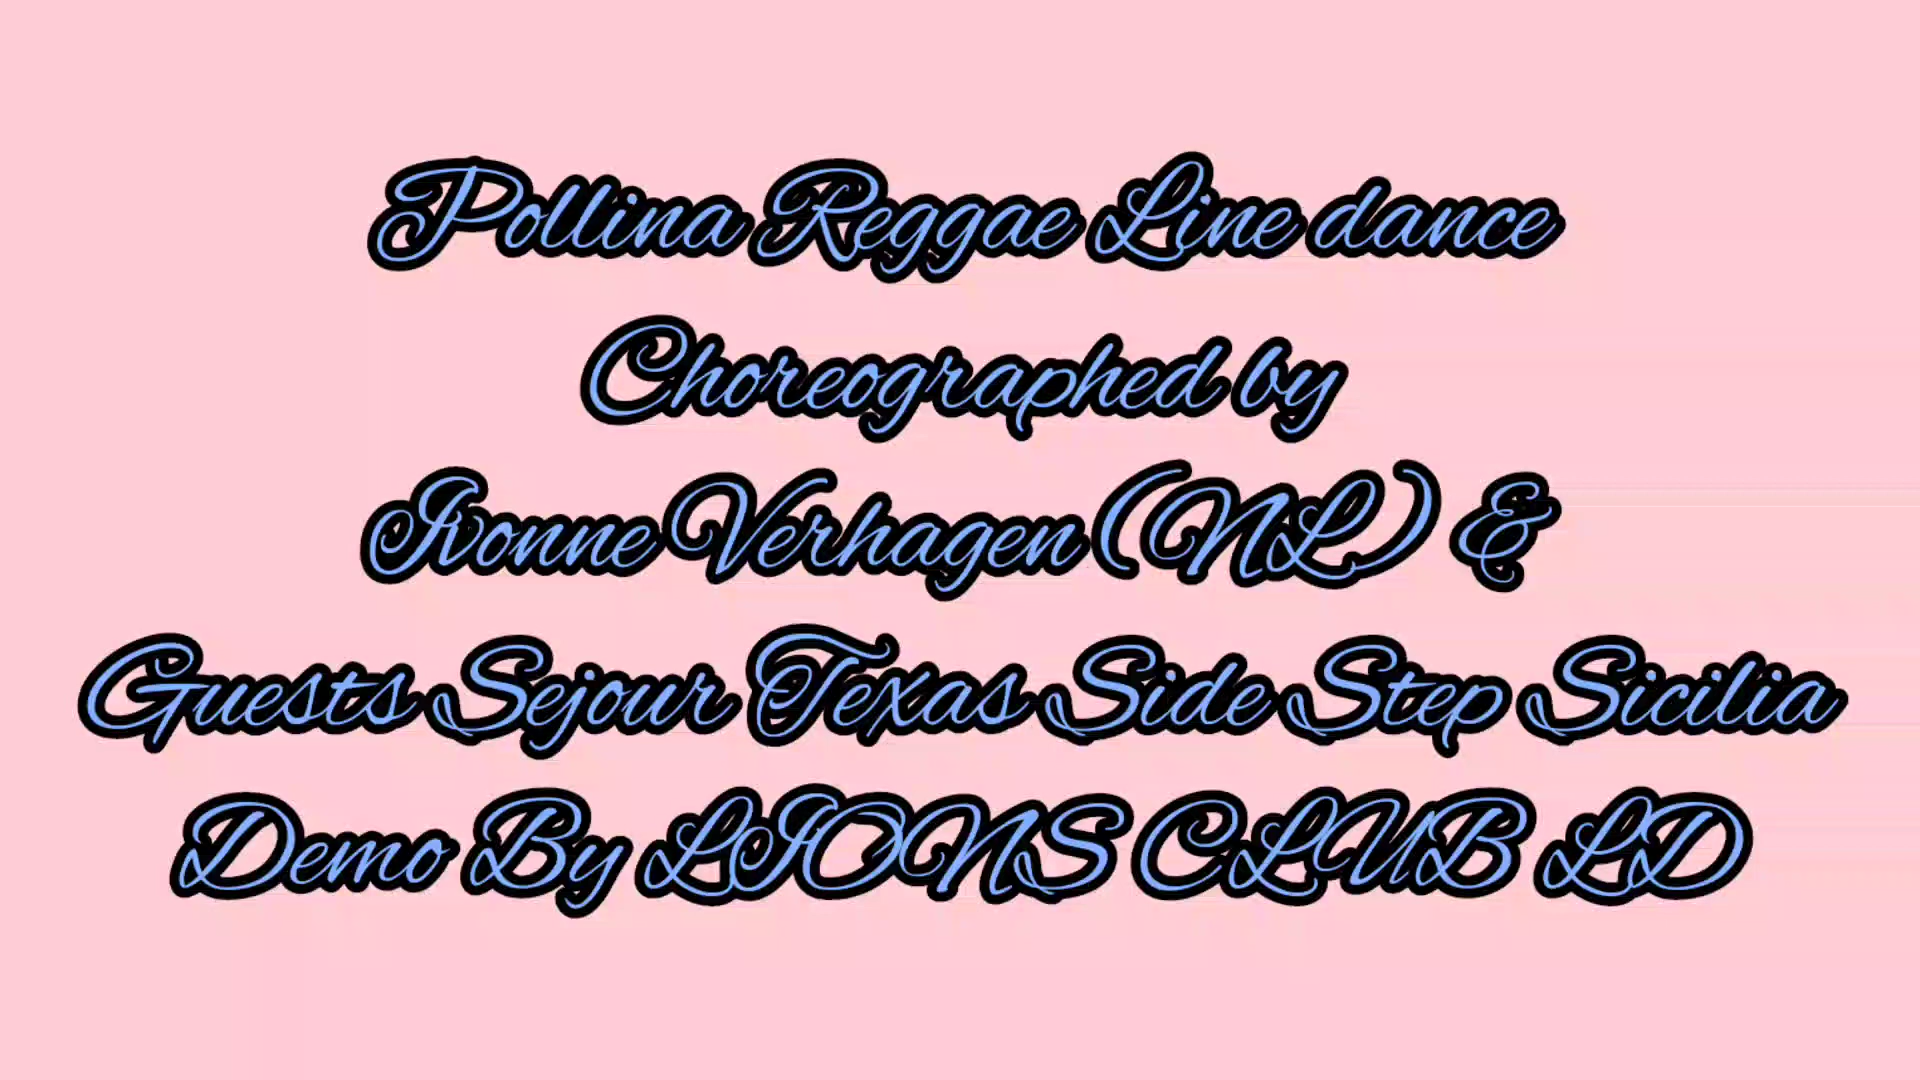 Pollina Reggae Line dance
Choreographed by
Ivonne Verhagen (NL) &
Guests Sejour Texas Side Step Sicilia
Demo By LIONS CLUB LD